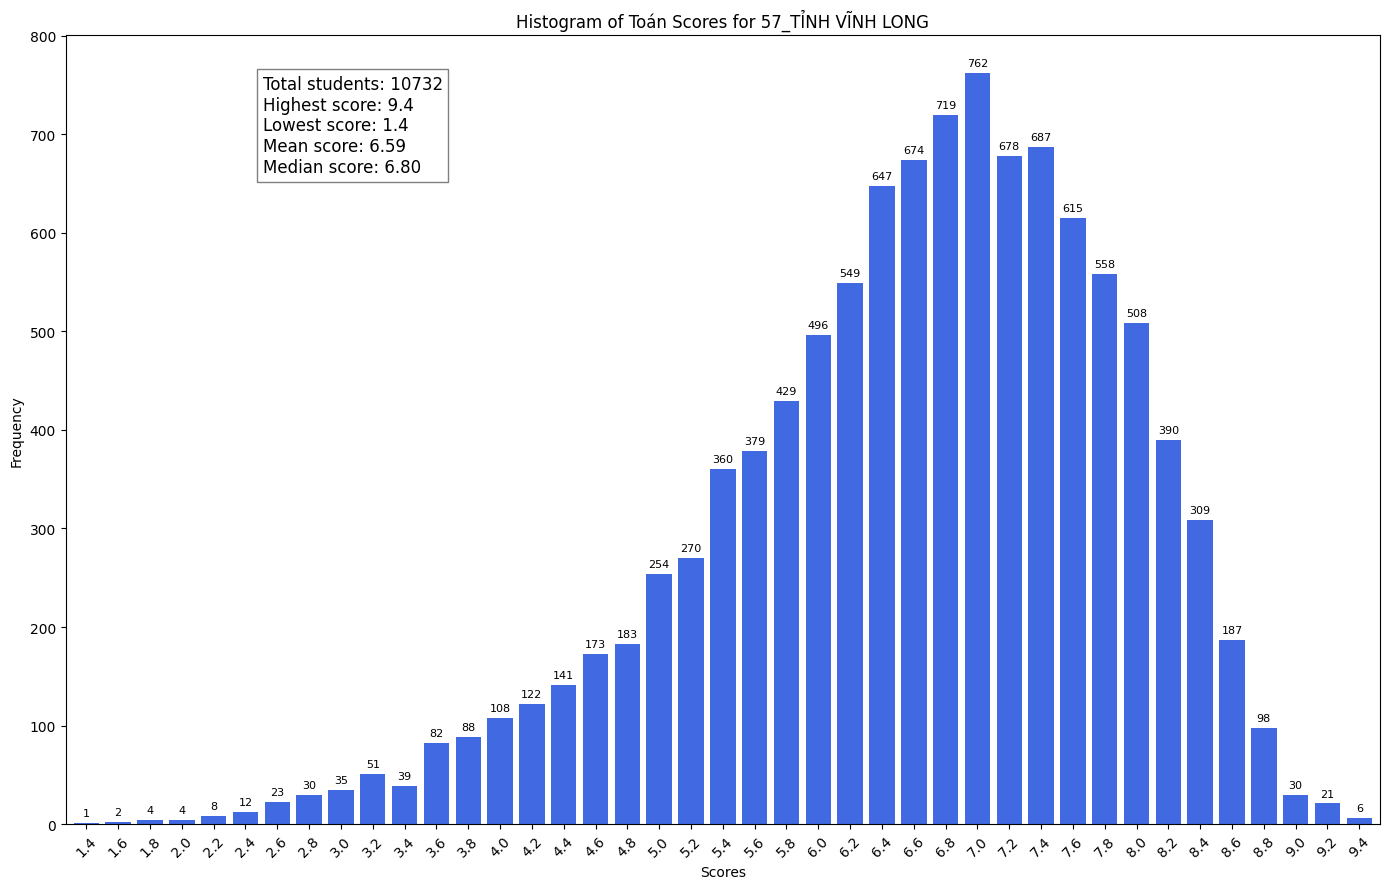 Histogram of Toán Scores for 57_TỈNH VĨNH LONG
Total students: 10732
Highest score: 9.4
Lowest score: 1.4
Mean score: 6.59
Median score: 6.80
Frequency
800
700
600
500
400
300
200
100
0
1 2 4 4 8 12 23 30 35 51 39 82 88 108 122 141 173 183 254 270 360 379 429 496 549 647 674 719 762 678 687 615 558 508 390 309 187 98 30 21 6
1.4 1.6 1.8 2.0 2.2 2.4 2.6 2.8 3.0 3.2 3.4 3.6 3.8 4.0 4.2 4.4 4.6 4.8 5.0 5.2 5.4 5.6 5.8 6.0 6.2 6.4 6.6 6.8 7.0 7.2 7.4 7.6 7.8 8.0 8.2 8.4 8.6 8.8 9.0 9.2 9.4
Scores